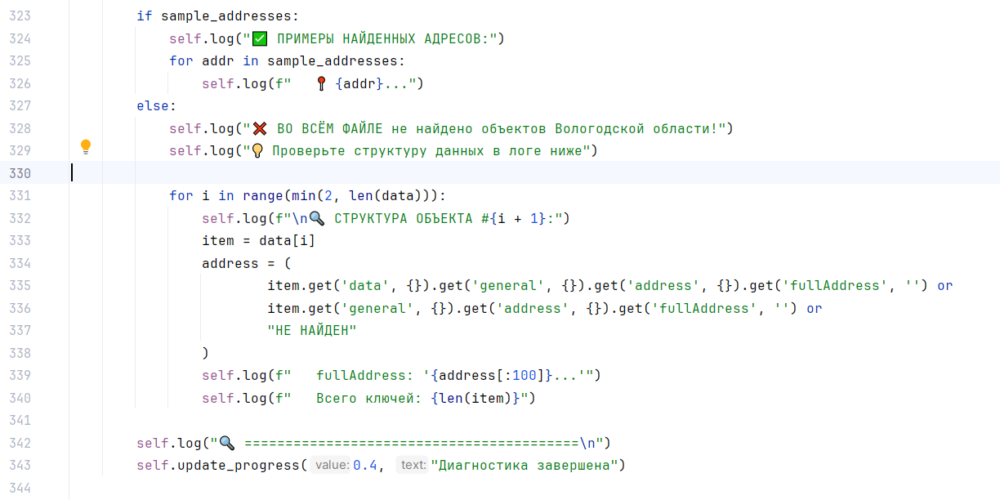 323             if sample_addresses:
324                 self.log("✅ ПРИМЕРЫ НАЙДЕННЫХ АДРЕСОВ:")
325                 for addr in sample_addresses:
326                     self.log(f"   📍 {addr}...")
327             else:
328                 self.log("❌ ВО ВСЁМ ФАЙЛЕ не найдено объектов Вологодской области!")
329                 self.log("💡 Проверьте структуру данных в логе ниже")
330
331                 for i in range(min(2, len(data))):
332                     self.log(f"\n🔍 СТРУКТУРА ОБЪЕКТА #{i + 1}:")
333                     item = data[i]
334                     address = (
335                             item.get('data', {}).get('general', {}).get('address', {}).get('fullAddress', '') or
336                             item.get('general', {}).get('address', {}).get('fullAddress', '') or
337                             "НЕ НАЙДЕН"
338                     )
339                     self.log(f"   fullAddress: '{address[:100]}...'")
340                     self.log(f"   Всего ключей: {len(item)}")
341
342             self.log("🔍 =========================================\n")
343             self.update_progress( value: 0.4, text: "Диагностика завершена")
344